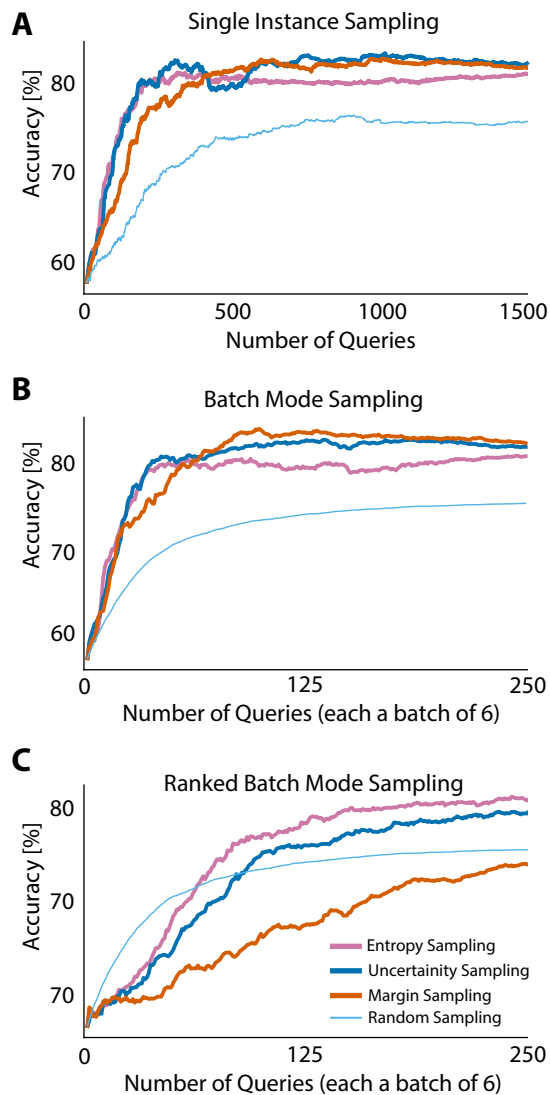 A
Single Instance Sampling
Accuracy [%]
80
70
60
0
500
1000
1500
Number of Queries
B
Batch Mode Sampling
Accuracy [%]
80
70
60
0
125
250
Number of Queries (each a batch of 6)
C
Ranked Batch Mode Sampling
Accuracy [%]
80
70
70
Entropy Sampling
Uncertainity Sampling
Margin Sampling
Random Sampling
0
125
250
Number of Queries (each a batch of 6)